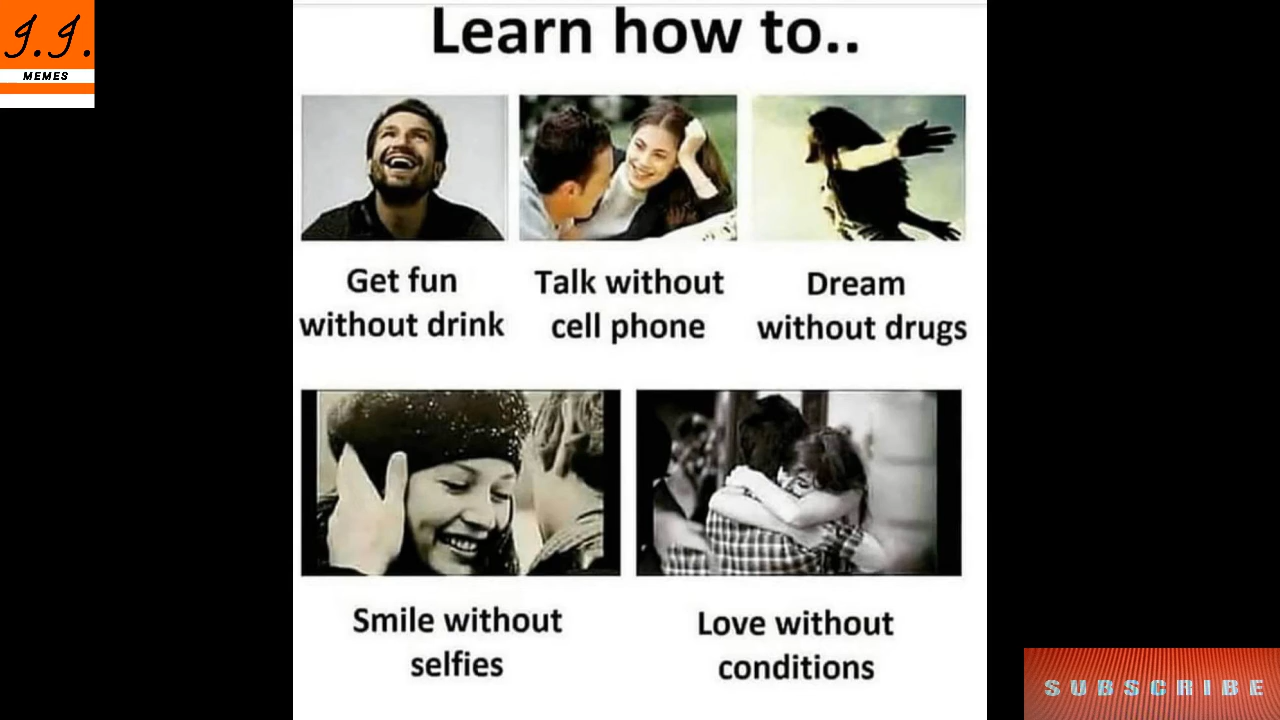 J.J.
MEMES
Learn how to..
Get fun
without drink
Talk without
cell phone
Dream
without drugs
Smile without
selfies
Love without
conditions
SUBSCRIBE